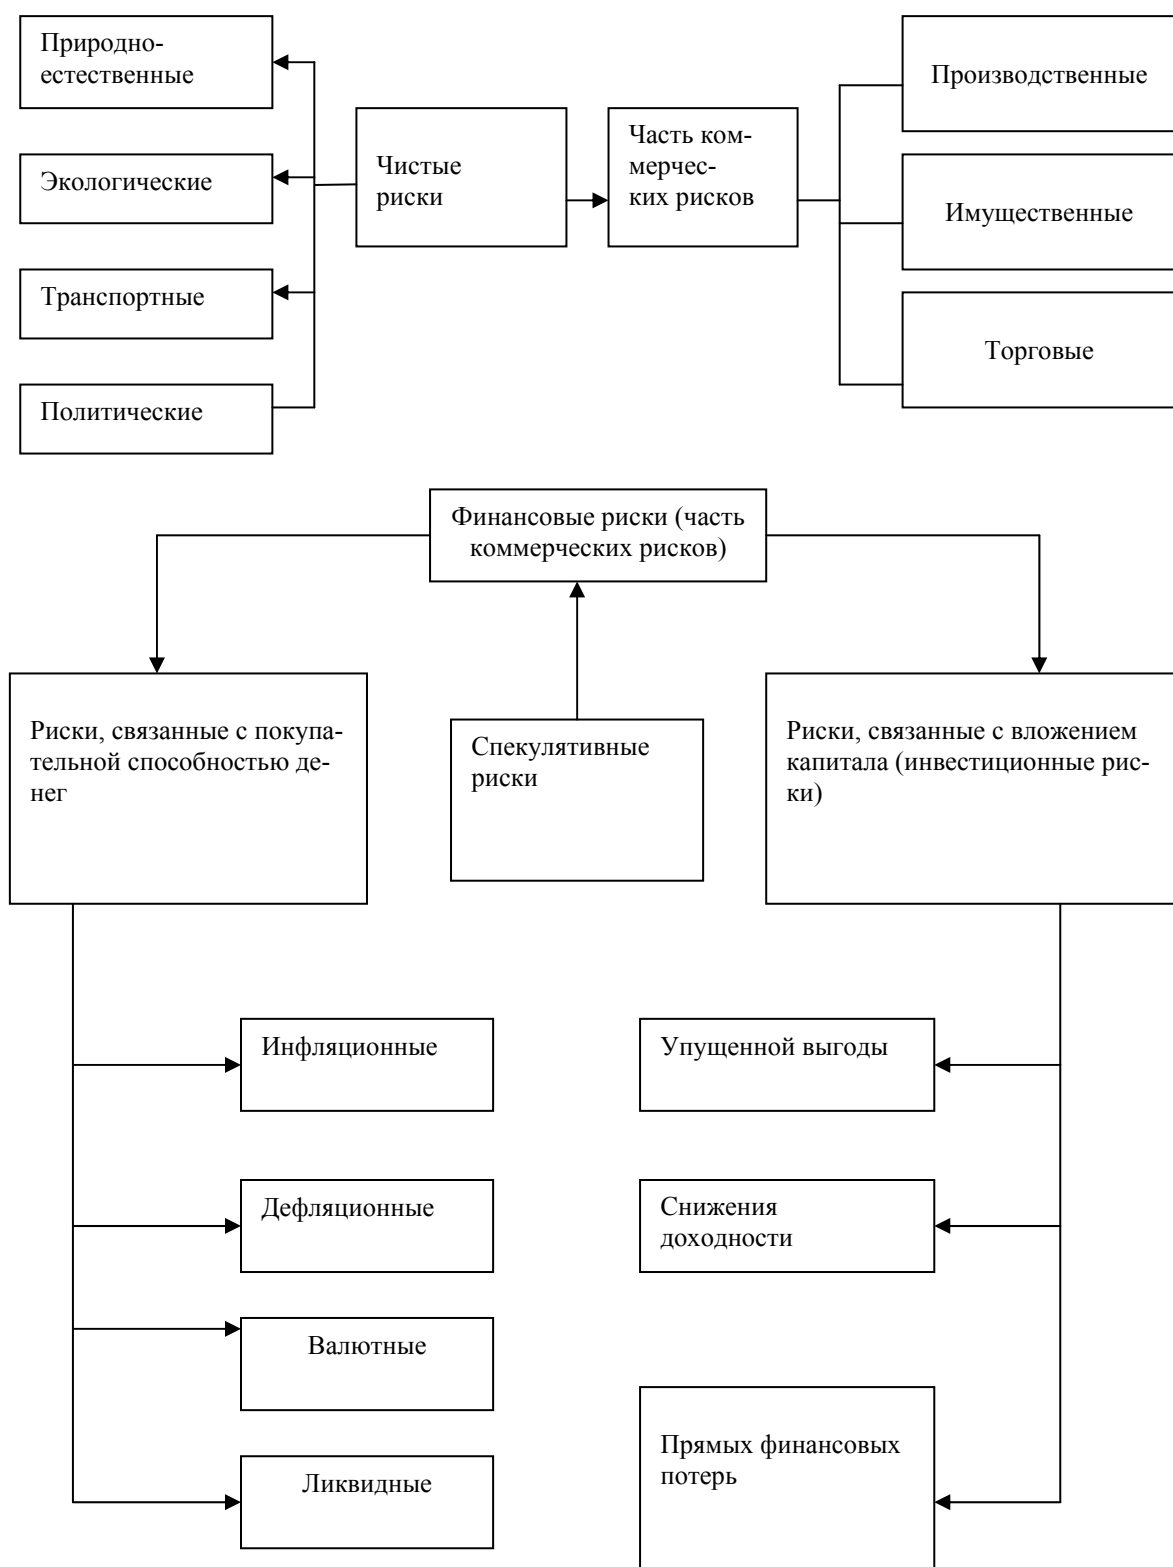 Природно-
естественные
Экологические
Транспортные
Политические
Чистые
риски
Часть ком-
мерчес-
ких рисков
Производственные
Имущественные
Торговые
Финансовые риски (часть
коммерческих рисков)
Риски, связанные с покупа-
тельной способностью де-
нег
Спекулятивные
риски
Риски, связанные с вложением
капитала (инвестиционные рис-
ки)
Инфляционные
Дефляционные
Валютные
Ликвидные
Упущенной выгоды
Снижения
доходности
Прямых финансовых
потерь